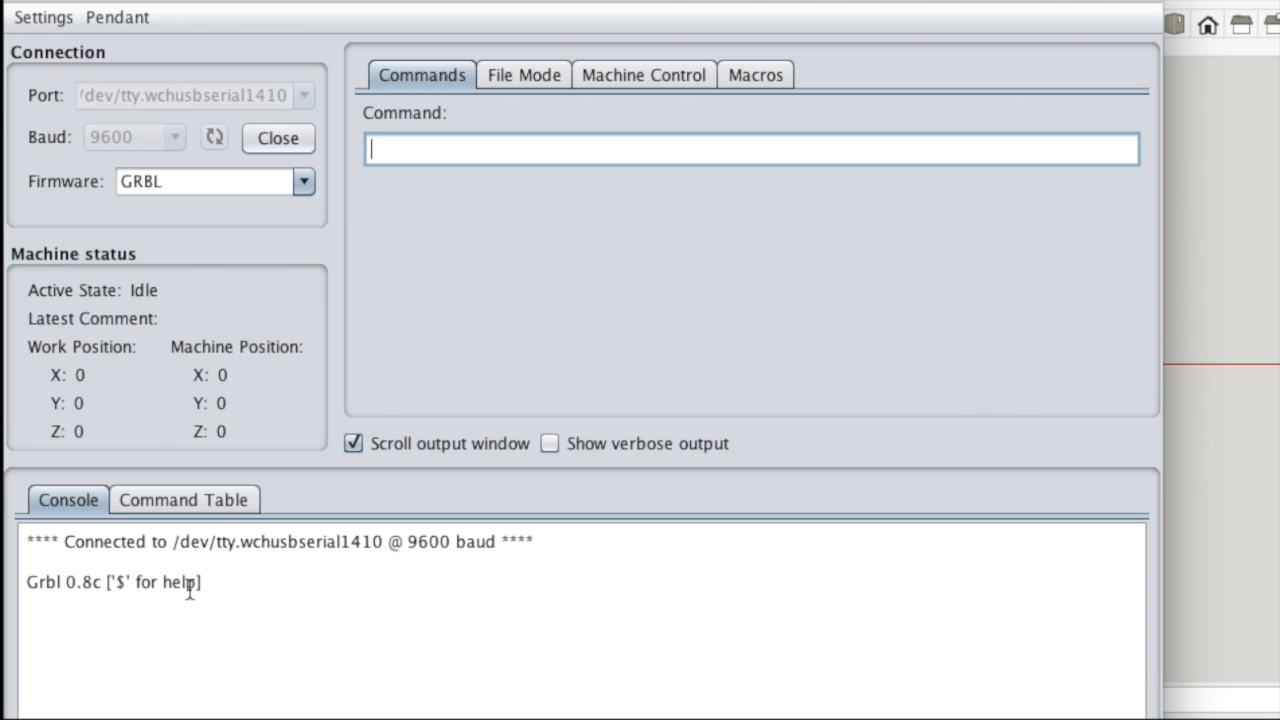 Settings Pendant
Connection
Port: /dev/tty.wchusbserial1410
Baud: 9600 Close
Firmware: GRBL
Machine status
Active State: Idle
Latest Comment:
Work Position: Machine Position:
X: 0 X: 0
Y: 0 Y: 0
Z: 0 Z: 0
Commands File Mode Machine Control Macros
Command:
Scroll output window Show verbose output
Console Command Table
**** Connected to /dev/tty.wchusbserial1410 @ 9600 baud ****
Grbl 0.8c ['$' for help]